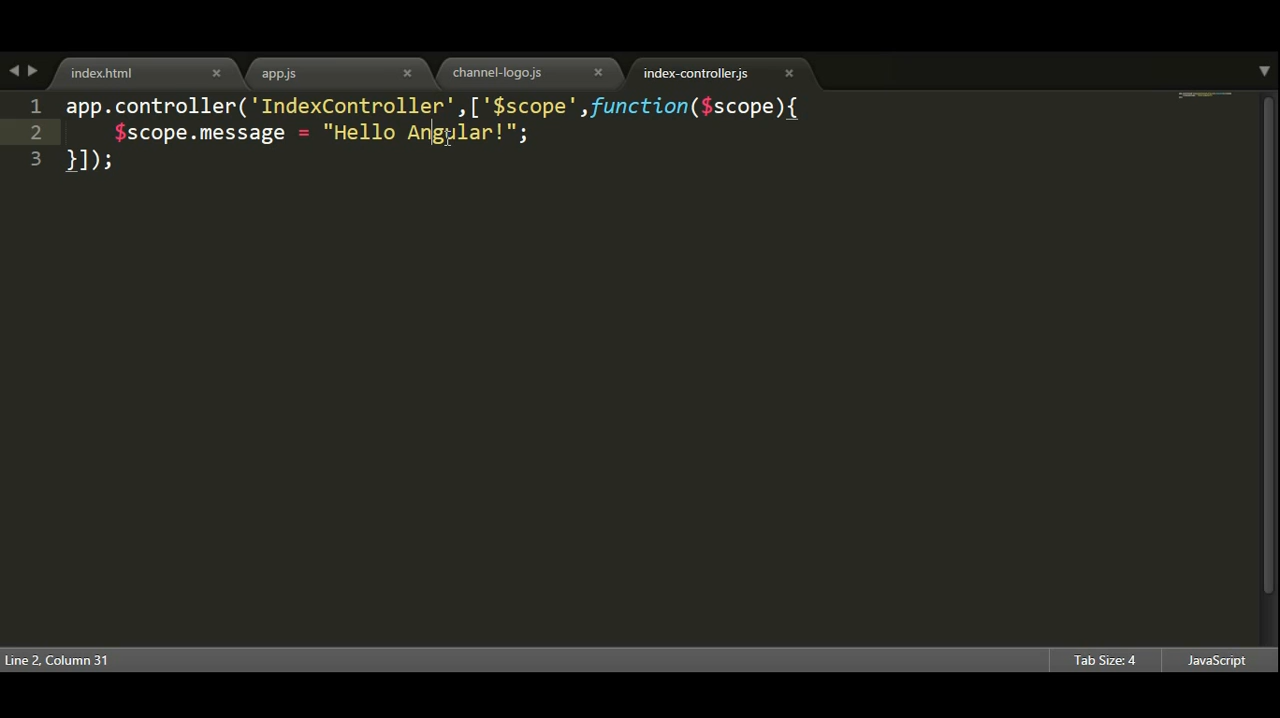 index.html
app.js
channel-logo.js
index-controller.js
1 app.controller('IndexController',['$scope',function($scope){
2 $scope.message = "Hello Angular!";
3 }]);
Line 2, Column 31
Tab Size: 4
JavaScript